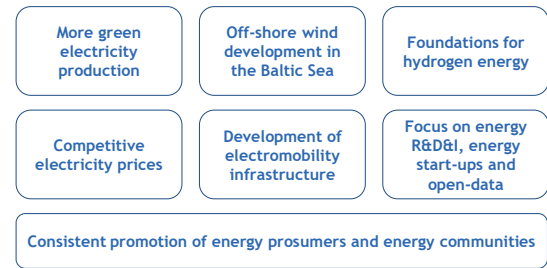 More green
electricity
production
Off-shore wind
development in
the Baltic Sea
Foundations for
hydrogen energy
Competitive
electricity prices
Development of
electromobility
infrastructure
Focus on energy
R&D&I, energy
start-ups and
open-data
Consistent promotion of energy prosumers and energy communities